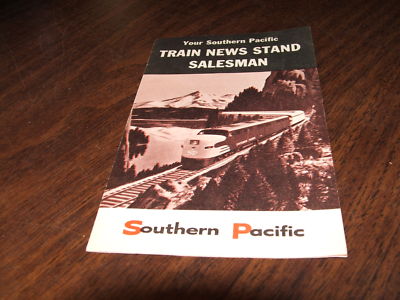 Your Southern Pacific
TRAIN NEWS STAND
SALESMAN
Southern Pacific